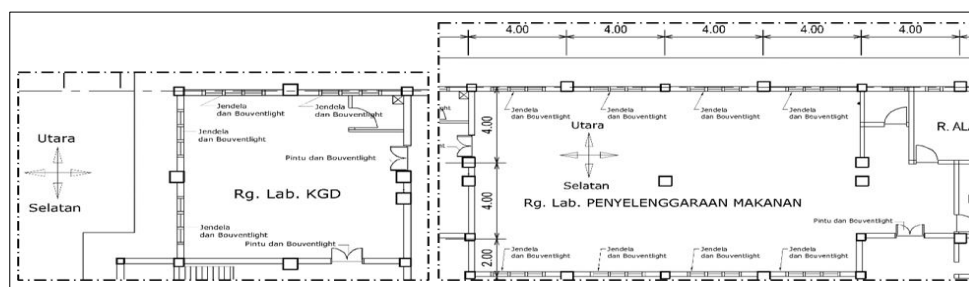 4.00
4.00
4.00
4.00
4.00
Jendela
dan Bouventlight
Jendela
dan Bouventlight
Jendela
dan Bouventlight
Utara
Selatan
Pintu dan Bouventlight
Rg. Lab. KGD
Jendela
dan Bouventlight
Pintu dan Bouventlight
Jendela
dan Bouventlight
Jendela
dan Bouventlight
Jendela
dan Bouventlight
Jendela
dan Bouventlight
4.00
Utara
Selatan
R. ALA
4.00
Rg. Lab. PENYELENGGARAAN MAKANAN
Pintu dan Bouventlight
2.00
Jendela
dan Bouventlight
Jendela
dan Bouventlight
Jendela
dan Bouventlight
Jendela
dan Bouventlight